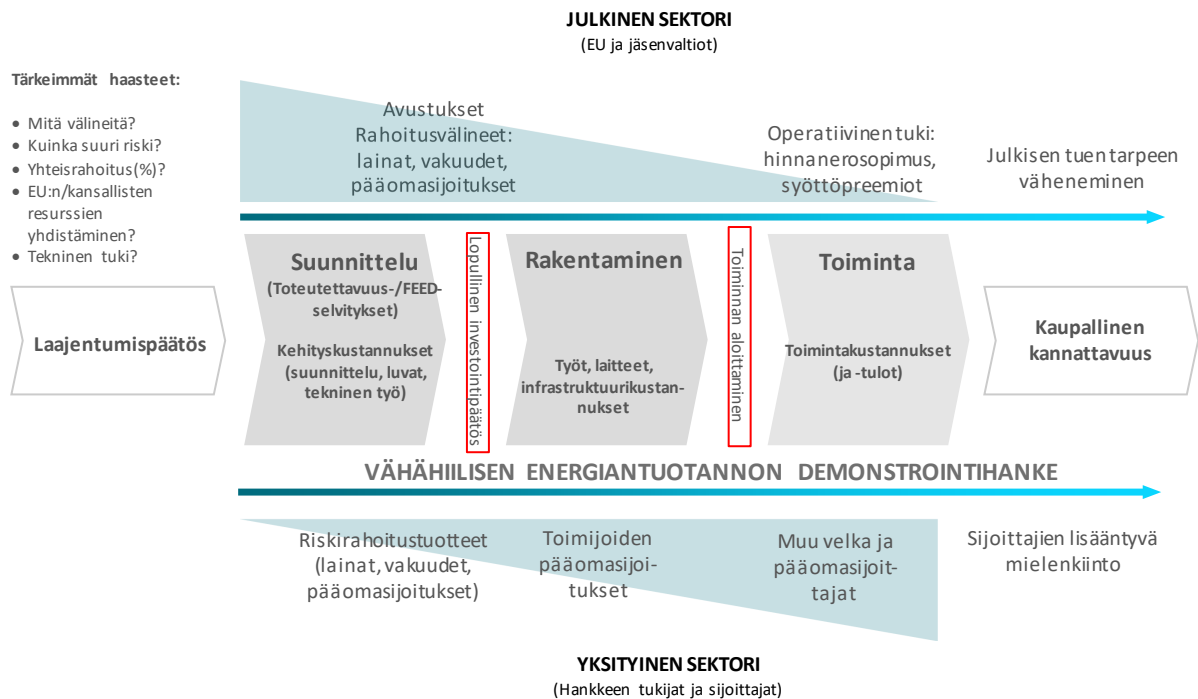 JULKINEN SEKTORI
(EU ja jäsenvaltiot)
Tärkeimmät haasteet:
• Mitä välineitä?
• Kuinka suuri riski?
• Yhteisrahoitus(%)?
• EU:n/kansallisten
resurssien
yhdistäminen?
• Tekninen tuki?
Avustukset
Rahoitusvälineet:
lainat, vakuudet,
pääomasijoitukset
Operatiivinen tuki:
hinnanerosopimus,
syöttöpreemiot
Julkisen tuen tarpeen
väheneminen
Laajentumispäätös
Suunnittelu
(Toteutettavuus-/FEED-
selvitykset)
Kehityskustannukset
(suunnittelu, luvat,
tekninen työ)
Lopullinen investointipäätös
Rakentaminen
Työt, laitteet,
infrastruktuurikustan-
nukset
Toiminnan aloittaminen
Toiminta
Toimintakustannukset
(ja -tulot)
Kaupallinen
kannattavuus
VÄHÄHIILISEN ENERGIANTUOTANNON DEMONSTROINTIHANKE
Riskirahoitustuotteet
(lainat, vakuudet,
pääomasijoitukset)
Toimijoiden
pääomasijoi-
tukset
Muu velka ja
pääomasijoit-
tajat
Sijoittajien lisääntyvä
mielenkiinto
YKSITYINEN SEKTORI
(Hankkeen tukijat ja sijoittajat)